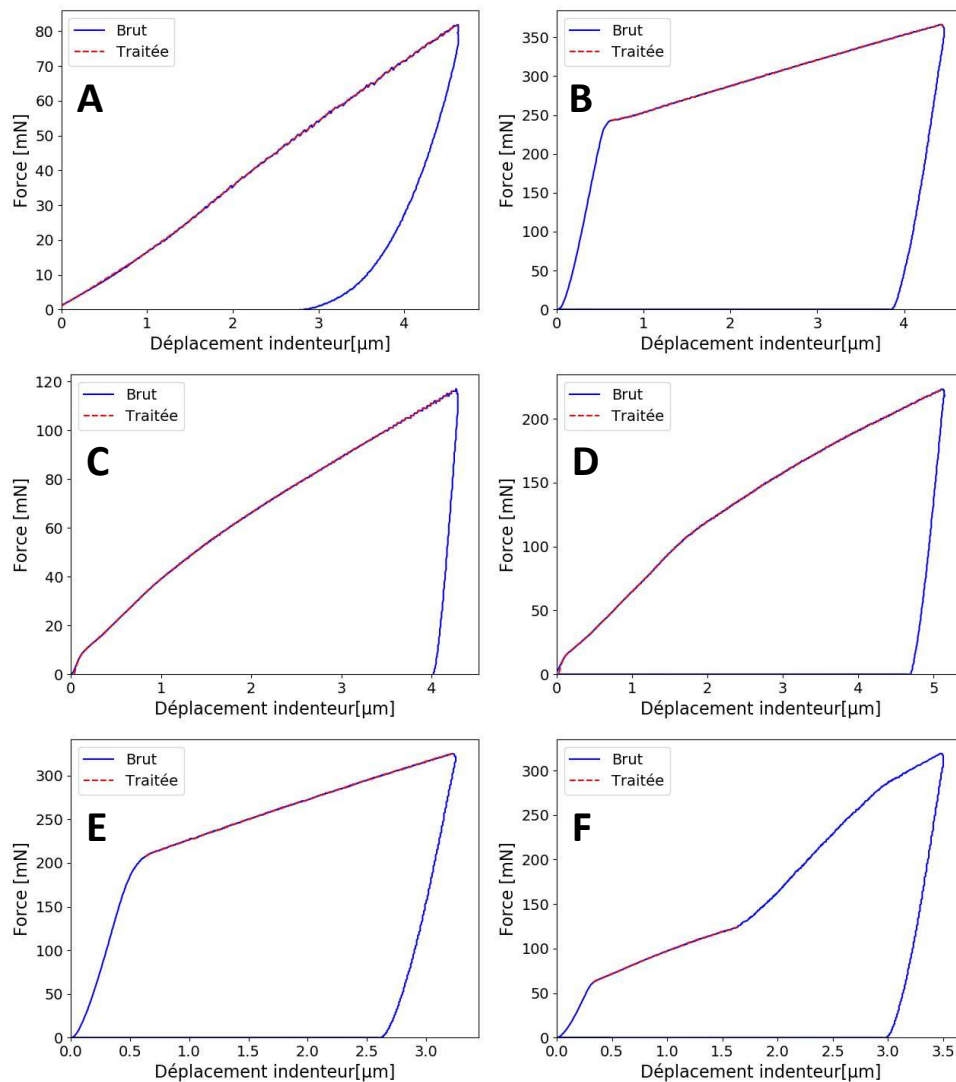 Brut
Traitée
A
Force [mN]
80
70
60
50
40
30
20
10
0
0 1 2 3 4
Déplacement indenteur[µm]
Brut
Traitée
B
Force [mN]
350
300
250
200
150
100
50
0
0 1 2 3 4
Déplacement indenteur[µm]
Brut
Traitée
C
Force [mN]
120
100
80
60
40
20
0
0 1 2 3 4
Déplacement indenteur[µm]
Brut
Traitée
D
Force [mN]
200
150
100
50
0
0 1 2 3 4 5
Déplacement indenteur[µm]
Brut
Traitée
E
Force [mN]
300
250
200
150
100
50
0
0.0 0.5 1.0 1.5 2.0 2.5 3.0
Déplacement indenteur[µm]
Brut
Traitée
F
Force [mN]
300
250
200
150
100
50
0
0.0 0.5 1.0 1.5 2.0 2.5 3.0 3.5
Déplacement indenteur[µm]